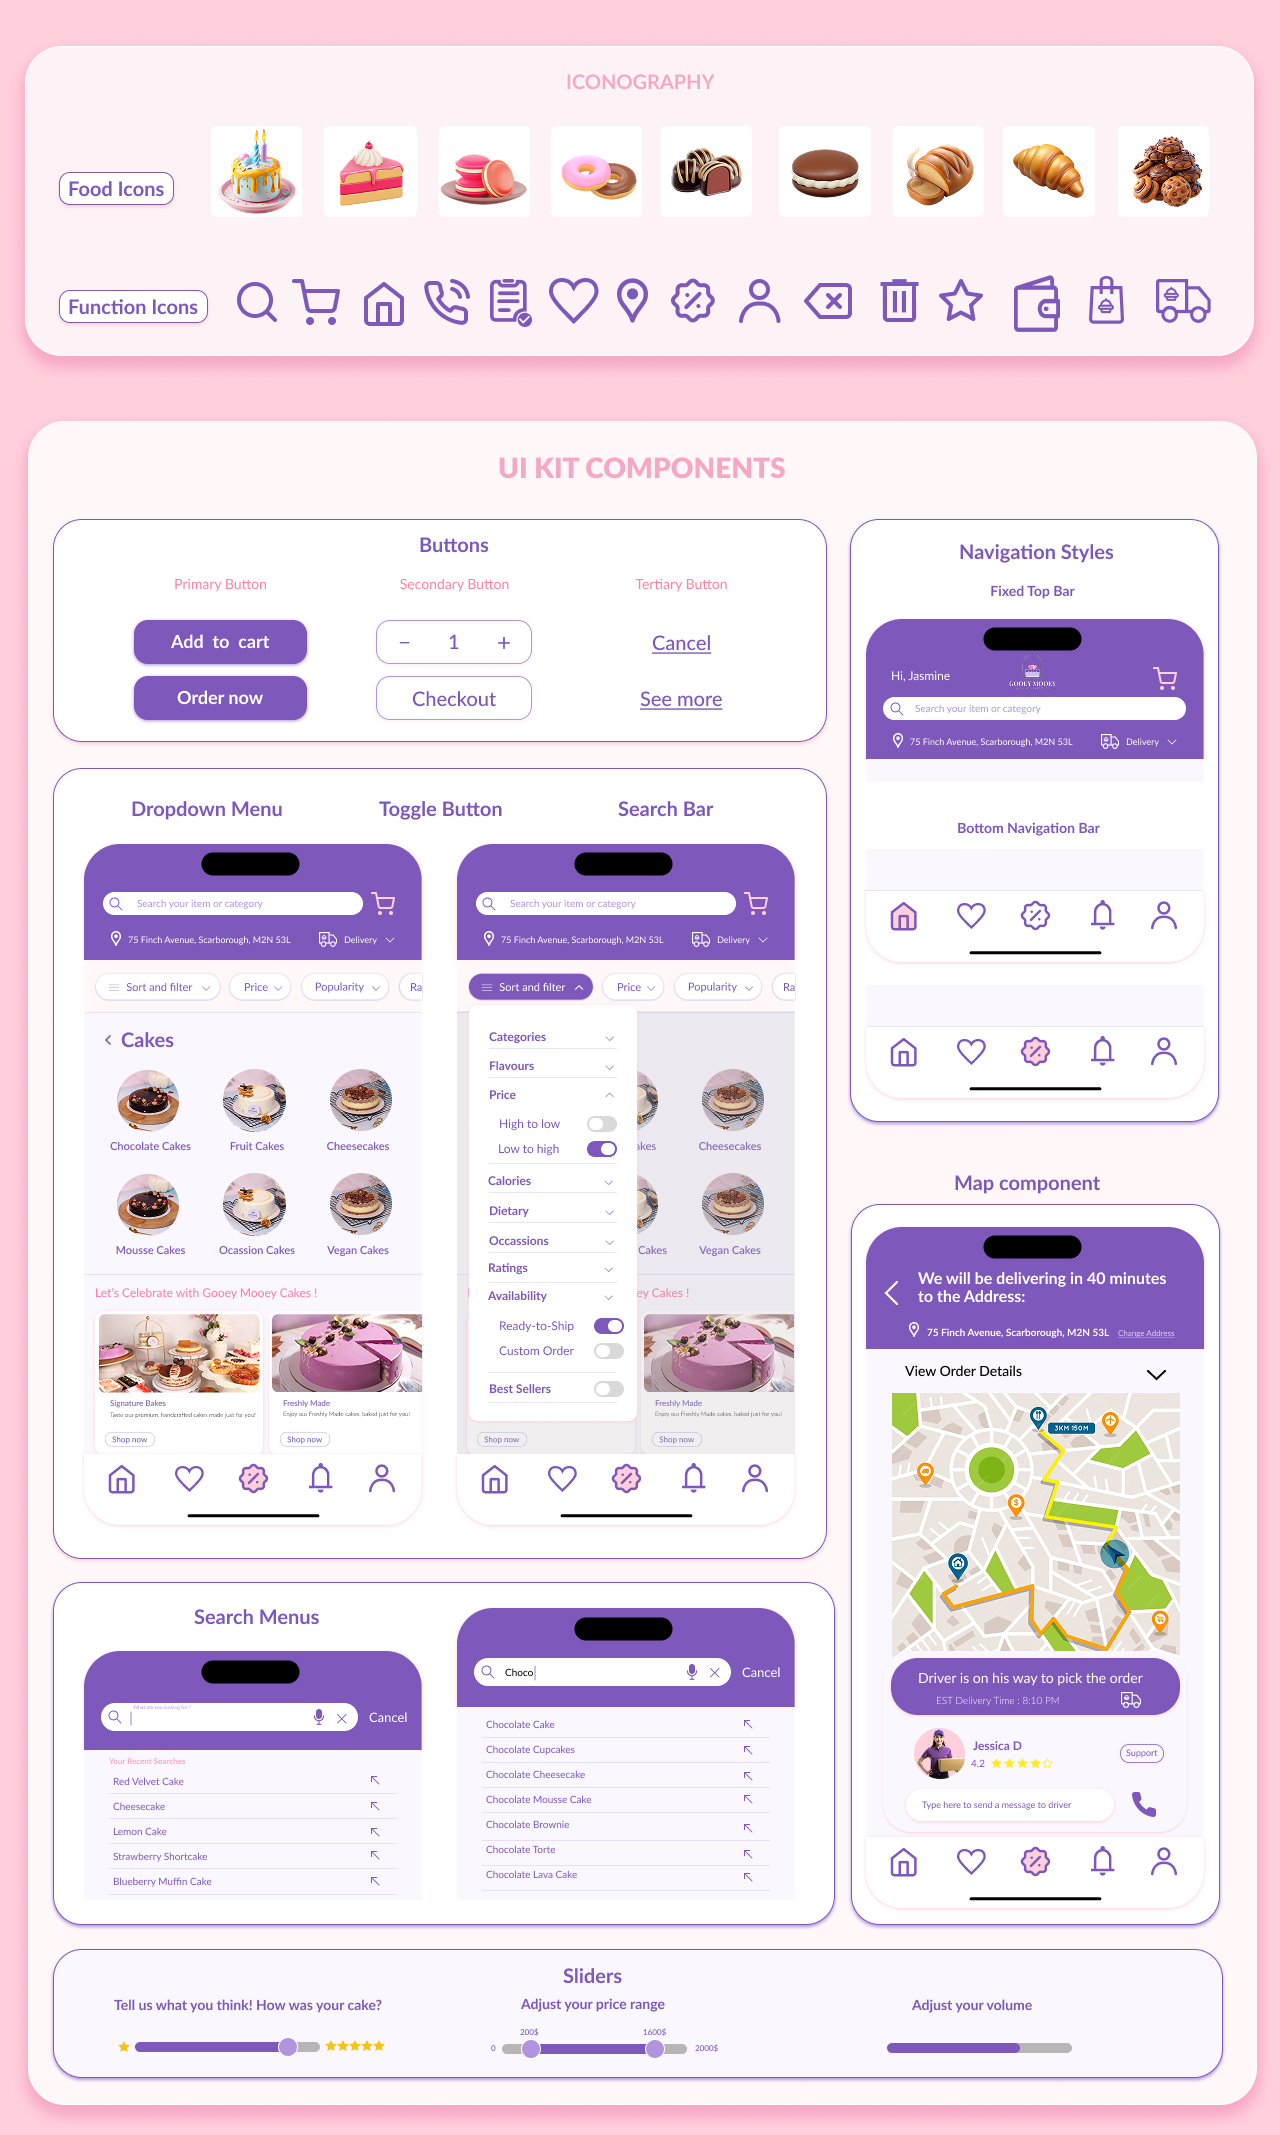 ICONOGRAPHY
Food Icons
Function Icons
UI KIT COMPONENTS
Buttons
Primary Button
Secondary Button
Tertiary Button
Add to cart
− 1 +
Cancel
Order now
Checkout
See more
Navigation Styles
Fixed Top Bar
Hi, Jasmine
GOOEY MOOEY
Search your item or category
75 Finch Avenue, Scarborough, M2N 53L
Delivery
Bottom Navigation Bar
Dropdown Menu
Toggle Button
Search Bar
Search your item or category
75 Finch Avenue, Scarborough, M2N 53L
Delivery
Sort and filter
Price
Popularity
Ra
Cakes
Chocolate Cakes
Fruit Cakes
Cheesecakes
Mousse Cakes
Ocassion Cakes
Vegan Cakes
Let's Celebrate with Gooey Mooey Cakes !
Signature Bakes
Taste our premium, handcrafted cakes made just for you!
Shop now
Freshly Made
Enjoy our Freshly Made cakes, baked just for you!
Shop now
Search your item or category
75 Finch Avenue, Scarborough, M2N 53L
Delivery
Sort and filter
Price
Popularity
Ra
Categories
Flavours
Price
High to low
Low to high
Calories
Dietary
Occassions
Ratings
Availability
Ready-to-Ship
Custom Order
Best Sellers
akes
Cheesecakes
Cakes
Vegan Cakes
ey Cakes !
Freshly Made
Enjoy our Freshly Made cakes, baked just for you!
Shop now
Shop now
Map component
We will be delivering in 40 minutes
to the Address:
75 Finch Avenue, Scarborough, M2N 53L
Change Address
View Order Details
3KM 150M
$
Driver is on his way to pick the order
EST Delivery Time : 8:10 PM
Jessica D
4.2
Support
Type here to send a message to driver
Search Menus
What are you looking for ?
Cancel
Your Recent Searches
Red Velvet Cake
Cheesecake
Lemon Cake
Strawberry Shortcake
Blueberry Muffin Cake
Choco
Cancel
Chocolate Cake
Chocolate Cupcakes
Chocolate Cheesecake
Chocolate Mousse Cake
Chocolate Brownie
Chocolate Torte
Chocolate Lava Cake
Sliders
Tell us what you think! How was your cake?
Adjust your price range
200$
1600$
0
2000$
Adjust your volume